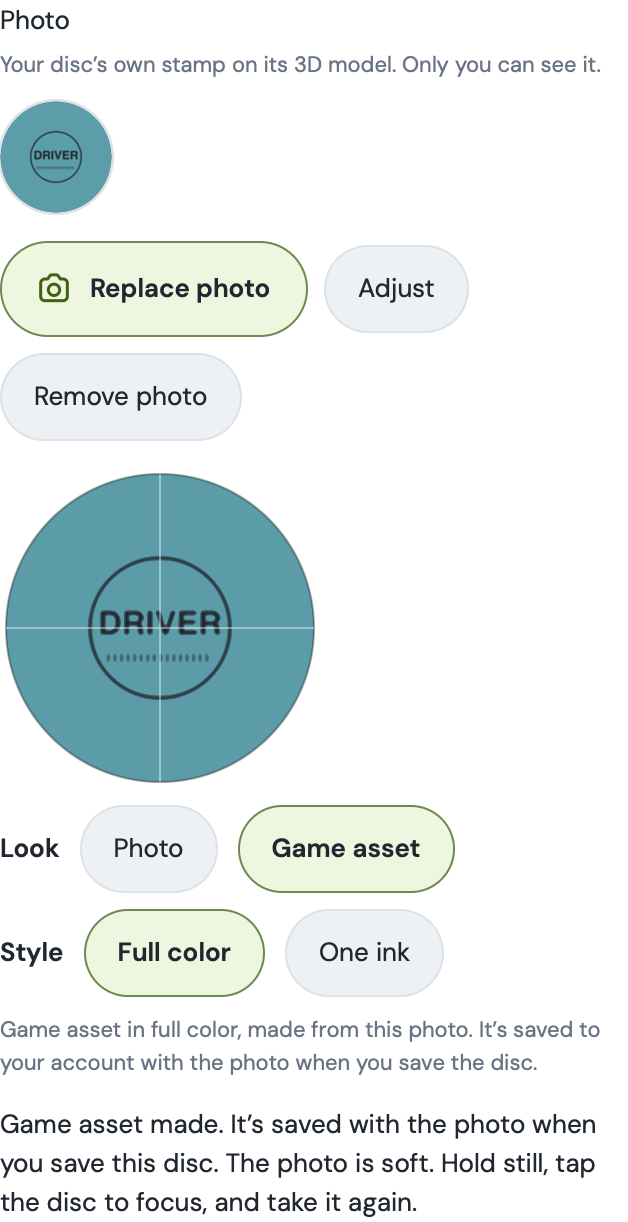 Photo
Your disc’s own stamp on its 3D model. Only you can see it.
DRIVER
Replace photo
Adjust
Remove photo
DRIVER
Look
Photo
Game asset
Style
Full color
One ink
Game asset in full color, made from this photo. It’s saved to
your account with the photo when you save the disc.
Game asset made. It’s saved with the photo when
you save this disc. The photo is soft. Hold still, tap
the disc to focus, and take it again.